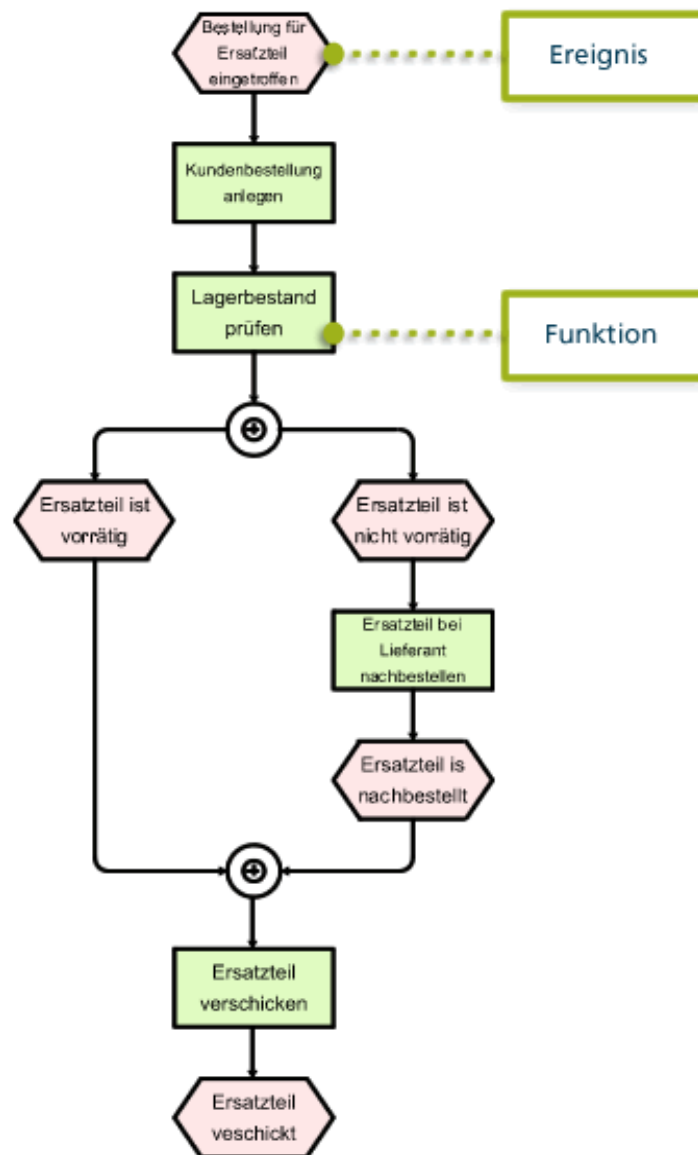 Bestellung für
Ersatzteil
eingetroffen
Ereignis
Kundenbestellung
anlegen
Lagerbestand
prüfen
Funktion
Ersatzteil ist
vorrätig
Ersatzteil ist
nicht vorrätig
Ersatzteil bei
Lieferant
nachbestellen
Ersatzteil is
nachbestellt
Ersatzteil
verschicken
Ersatzteil
veschickt